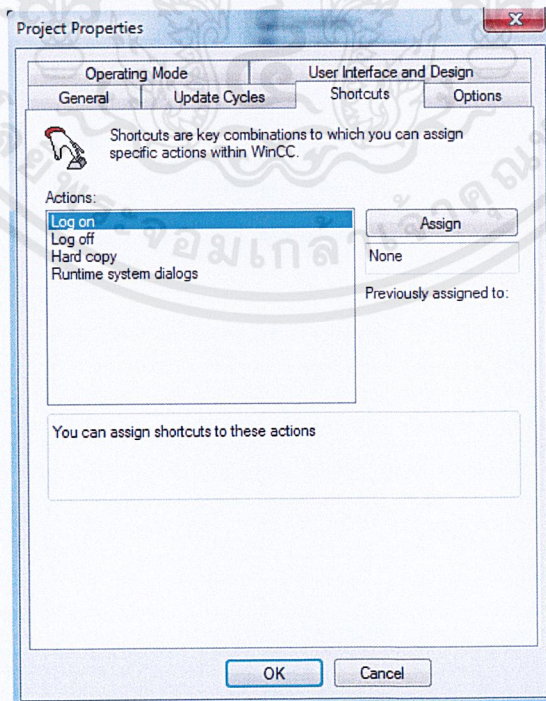 Project Properties
Operating Mode
User Interface and Design
General
Update Cycles
Shortcuts
Options
Shortcuts are key combinations to which you can assign
specific actions within WinCC.
Actions:
Log on
Log off
Hard copy
Runtime system dialogs
Assign
None
Previously assigned to:
You can assign shortcuts to these actions
OK
Cancel